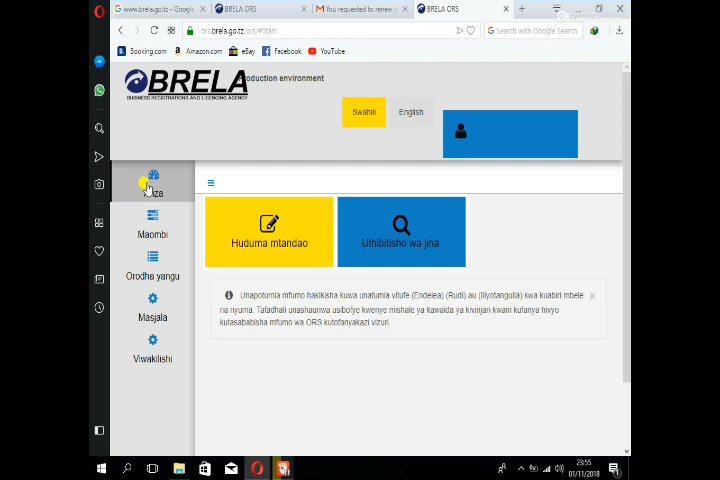 www.brela.go.tz - Google
BRELA ORS
You requested to renew
BRELA ORS
ors.brela.go.tz/ors/#Start
Search with Google Search
Booking.com
Amazon.com
eBay
Facebook
YouTube
BRELA
BUSINESS REGISTRATIONS AND LICENCING AGENCY
Production environment
Swahili
English
Maombi
Orodha yangu
Masjala
Viwakilishi
Huduma mtandao
Uthibitisho wa jina
Unapotumia mfumo hakikisha kuwa unatumia vitufe (Endelea) (Rudi) au (Iliyotangulia) kwa kuabiri mbele
na nyuma. Tafadhali unashauriwa usibofye kwenye mishale ya kawaida ya kivinjari kwani kufanya hivyo
kutasababisha mfumo wa ORS kutofanyakazi vizuri.
23:55
01/11/2018